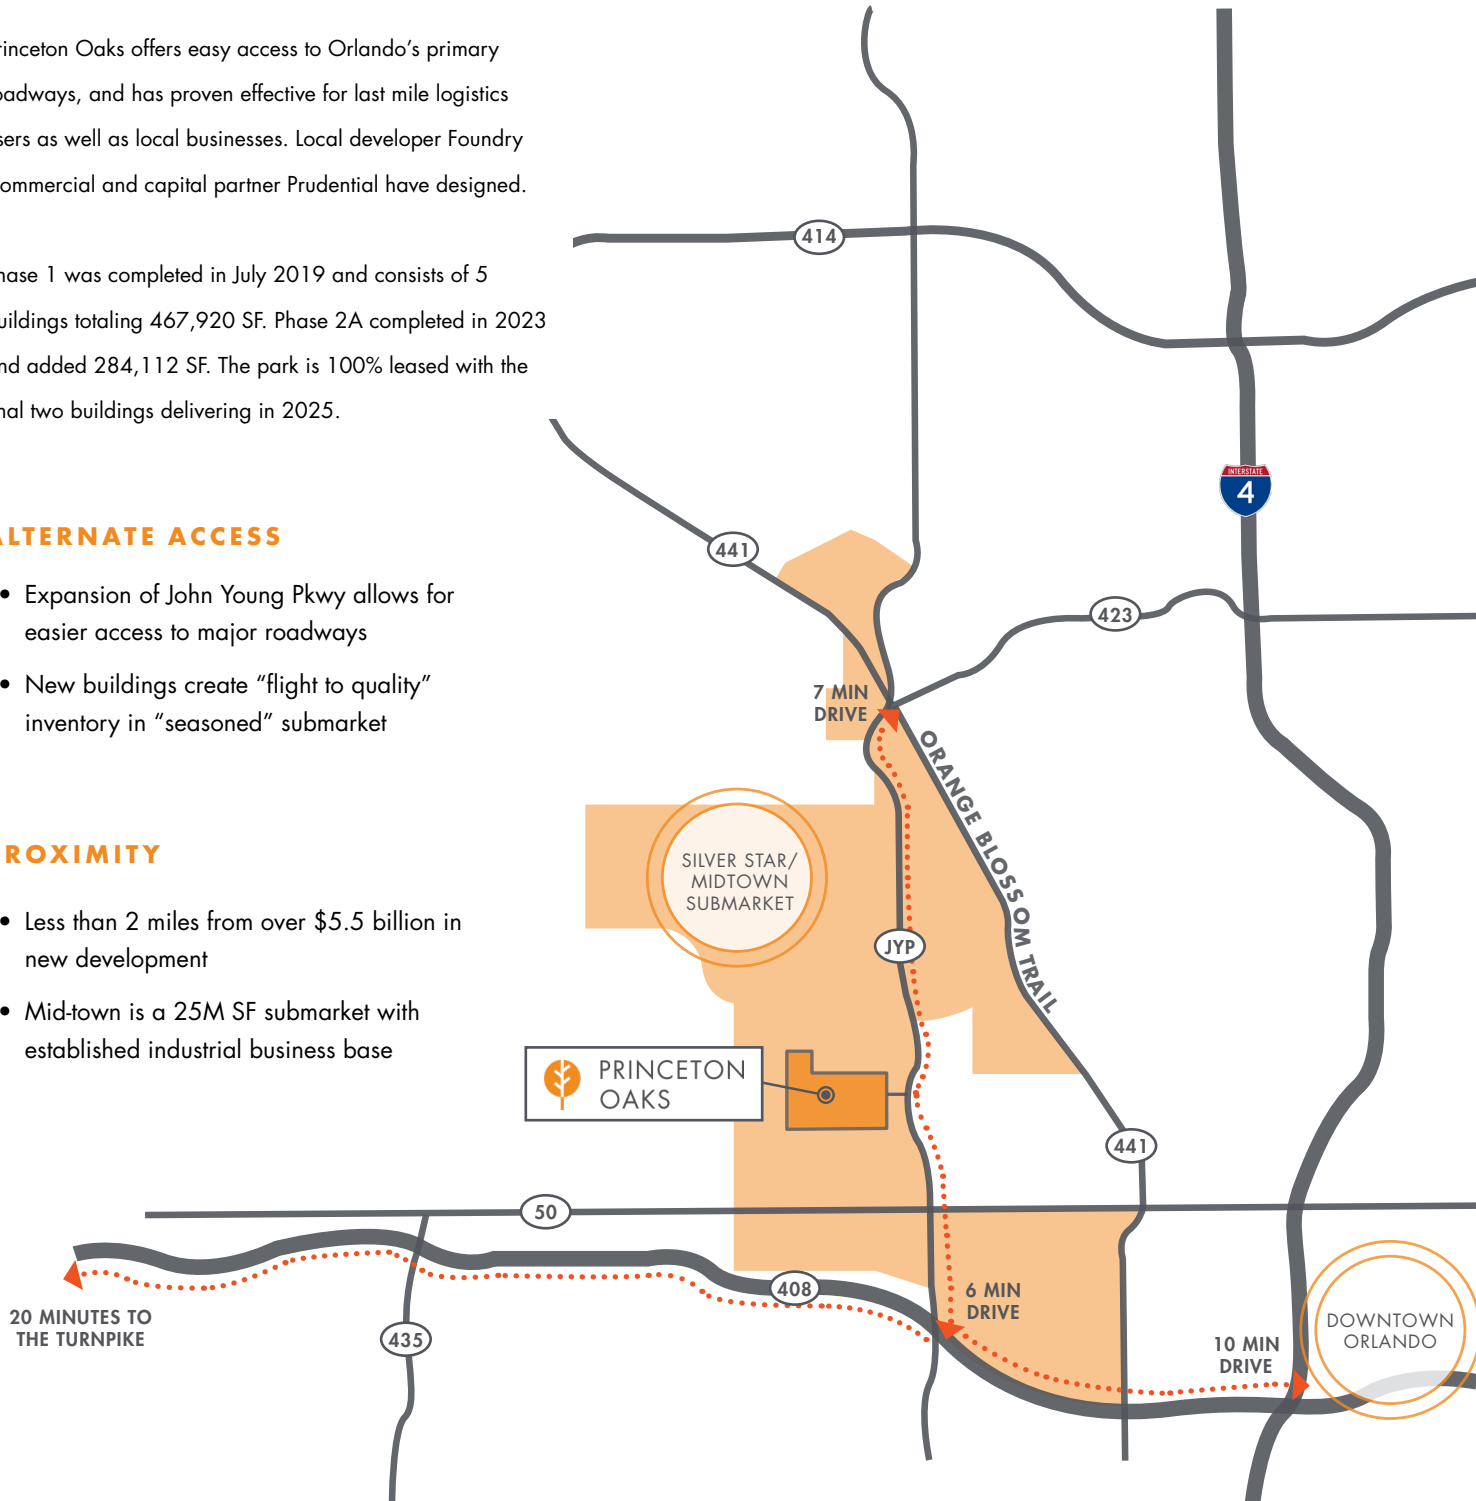 rinceton Oaks offers easy access to Orlando’s primary
oadways, and has proven effective for last mile logistics
sers as well as local businesses. Local developer Foundry
ommercial and capital partner Prudential have designed.
hase 1 was completed in July 2019 and consists of 5
uildings totaling 467,920 SF. Phase 2A completed in 2023
nd added 284,112 SF. The park is 100% leased with the
nal two buildings delivering in 2025.
ALTERNATE ACCESS
• Expansion of John Young Pkwy allows for
easier access to major roadways
• New buildings create “flight to quality”
inventory in “seasoned” submarket
ROXIMITY
• Less than 2 miles from over $5.5 billion in
new development
• Mid-town is a 25M SF submarket with
established industrial business base
414
INTERSTATE
4
441
423
7 MIN
DRIVE
ORANGE BLOSSOM TRAIL
SILVER STAR/
MIDTOWN
SUBMARKET
JYP
PRINCETON
OAKS
441
50
408
6 MIN
DRIVE
20 MINUTES TO
THE TURNPIKE
435
10 MIN
DRIVE
DOWNTOWN
ORLANDO